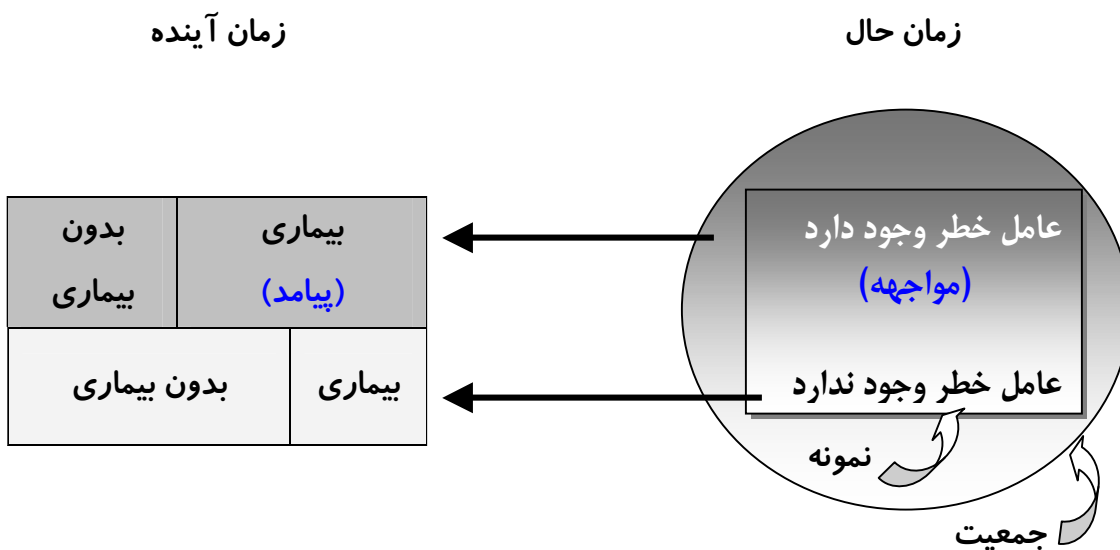 زمان حال
زمان آینده
عامل خطر وجود دارد
(مواجهه)
عامل خطر وجود ندارد
نمونه
جمعیت
بیماری
(پیامد)
بدون
بیماری
بیماری
بدون بیماری